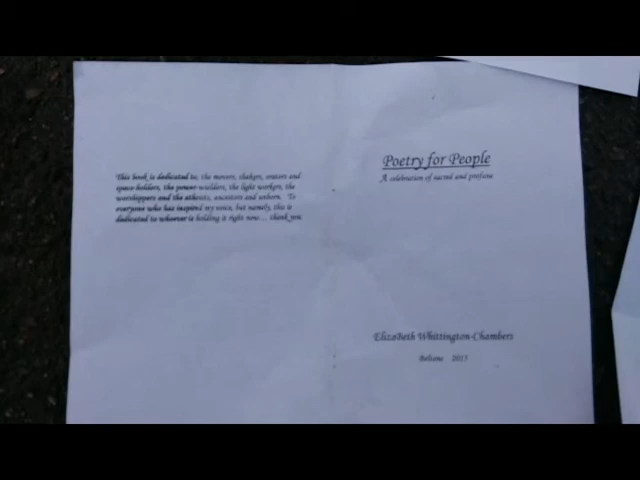 This book is dedicated to; the movers, shakers, orators and
space-holders, the power-wielders, the light workers, the
worshippers and the atheists, ancestors and unborn. To
everyone who has inspired my voice, but namely, this is
dedicated to whoever is holding it right now... thank you
Poetry for People
A celebration of sacred and profane
ElizaBeth Whittington-Chambers
Beltane 2015